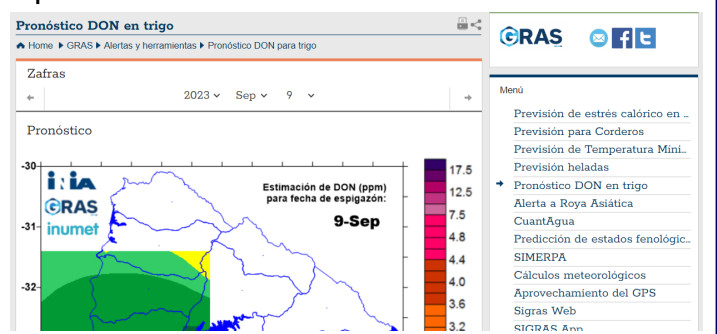 Pronóstico DON en trigo
Home GRAS Alertas y herramientas Pronóstico DON para trigo
Zafras
2023 Sep 9
Pronóstico
-30
-31
-32
INIA
GRAS
inumet
Estimación de DON (ppm)
para fecha de espigazón:
9-Sep
17.5
12.5
7.5
4.8
4.4
4.0
3.6
3.2
GRAS
Menú
Previsión de estrés calórico en ...
Previsión para Corderos
Previsión de Temperatura Míni...
Previsión heladas
Pronóstico DON en trigo
Alerta a Roya Asiática
CuantAgua
Predicción de estados fenológic...
SIMERPA
Cálculos meteorológicos
Aprovechamiento del GPS
Sigras Web
SIGRAS App